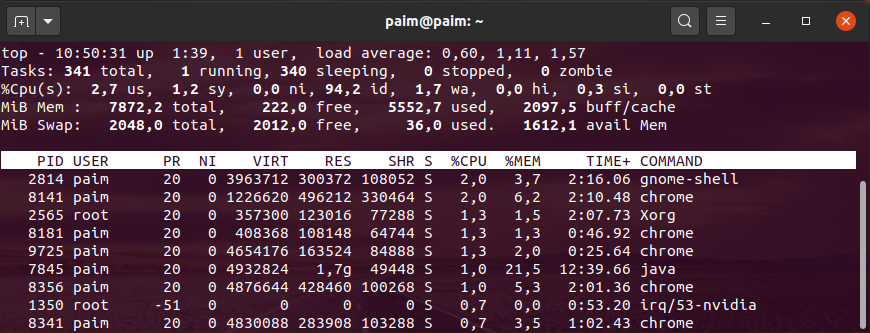 paim@paim: ~
top - 10:50:31 up  1:39,  1 user,  load average: 0,60, 1,11, 1,57
Tasks: 341 total,   1 running, 340 sleeping,   0 stopped,   0 zombie
%Cpu(s):  2,7 us,  1,2 sy,  0,0 ni, 94,2 id,  1,7 wa,  0,0 hi,  0,3 si,  0,0 st
MiB Mem :   7872,2 total,    222,0 free,   5552,7 used,   2097,5 buff/cache
MiB Swap:   2048,0 total,   2012,0 free,     36,0 used.   1612,1 avail Mem
PID USER      PR  NI    VIRT    RES    SHR S  %CPU  %MEM     TIME+ COMMAND
2814 paim      20   0 3963712 300372 108052 S   2,0   3,7   2:16.06 gnome-shell
8141 paim      20   0 1226620 496212 330464 S   2,0   6,2   2:10.48 chrome
2565 root      20   0  357300 123016  77288 S   1,3   1,5   2:07.73 Xorg
8181 paim      20   0  408368 108148  64744 S   1,3   1,3   0:46.92 chrome
9725 paim      20   0 4654176 163524  84888 S   1,3   2,0   0:25.64 chrome
7845 paim      20   0 4932824   1,7g  49448 S   1,0  21,5  12:39.66 java
8356 paim      20   0 4876644 428460 100268 S   1,0   5,3   2:01.36 chrome
1350 root     -51   0       0      0      0 S   0,7   0,0   0:53.20 irq/53-nvidia
8341 paim      20   0 4830088 283908 103288 S   0,7   3,5   1:02.43 chrome